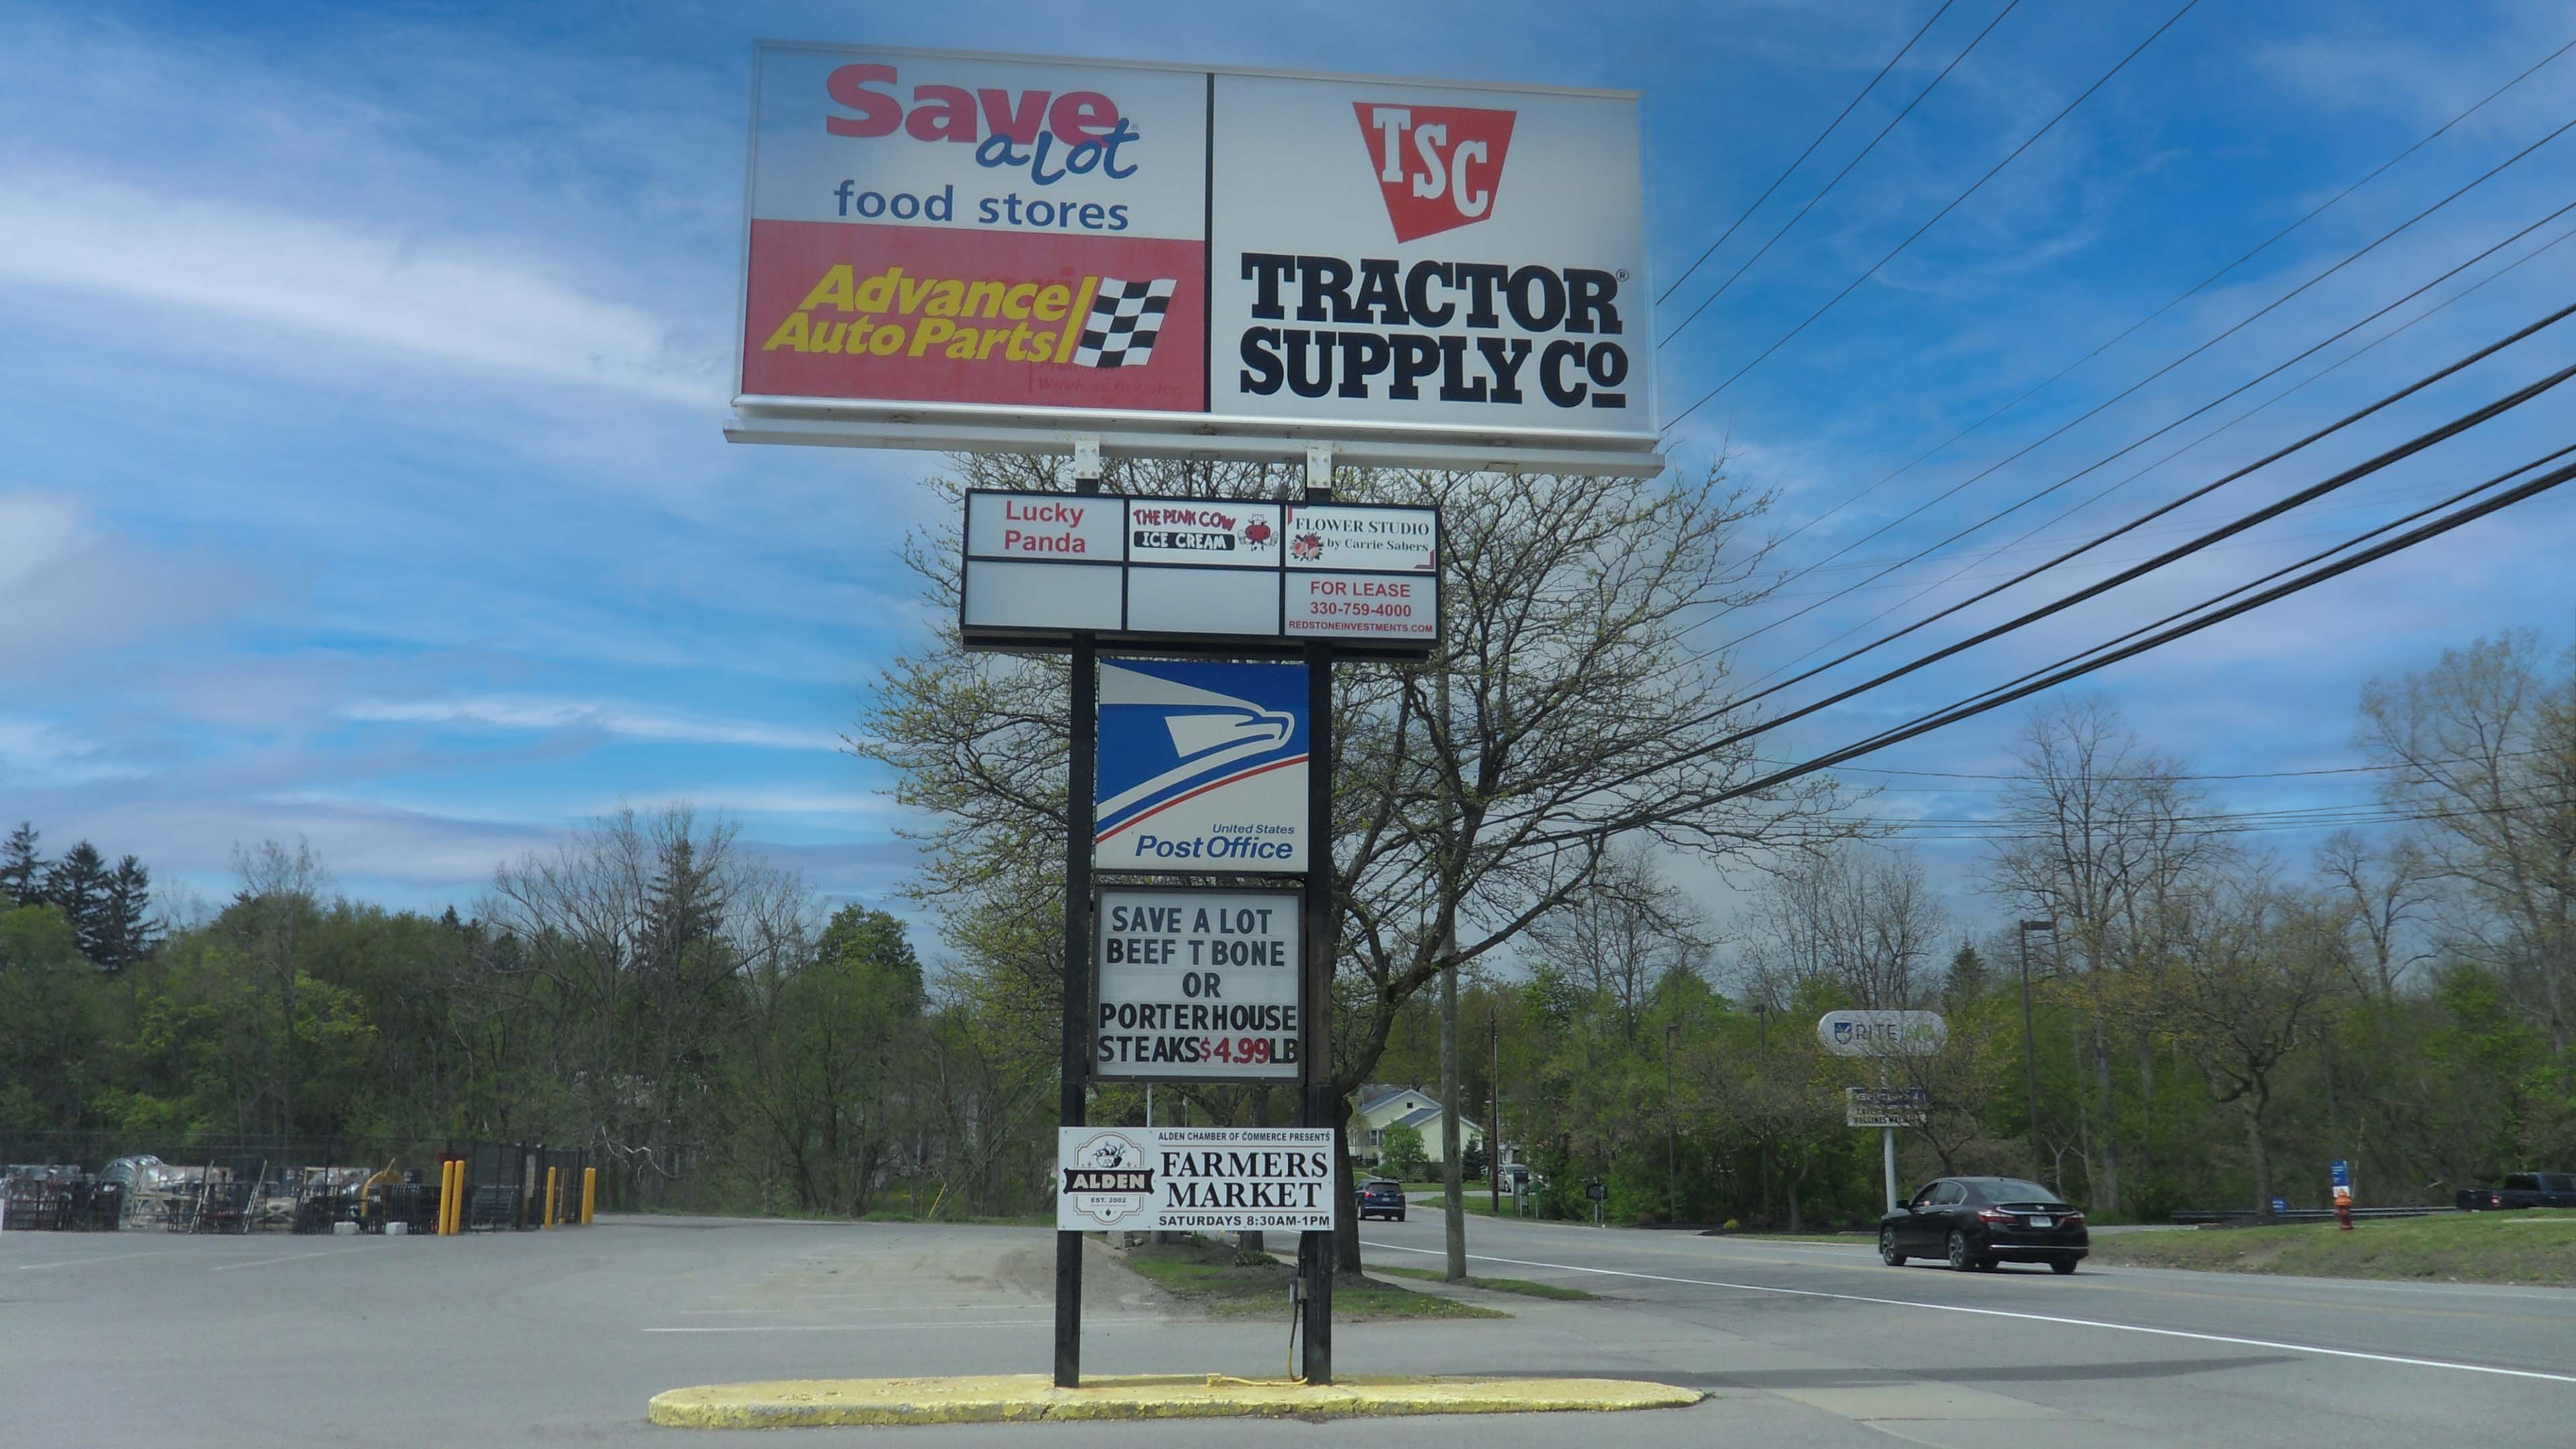 Save
a Lot
food stores
Advance
Auto Parts
TSC
TRACTOR®
SUPPLY Co
Lucky
Panda
THE PINK COW
ICE CREAM
FLOWER STUDIO
by Carrie Sabers
FOR LEASE
330-759-4000
REDSTONEINVESTMENTS.COM
United States
Post Office
SAVE A LOT
BEEF T BONE
OR
PORTERHOUSE
STEAKS $4.99LB
ALDEN CHAMBER OF COMMERCE PRESENTS
ALDEN
EST. 2002
FARMERS
MARKET
SATURDAYS 8:30AM-1PM
RITE AID